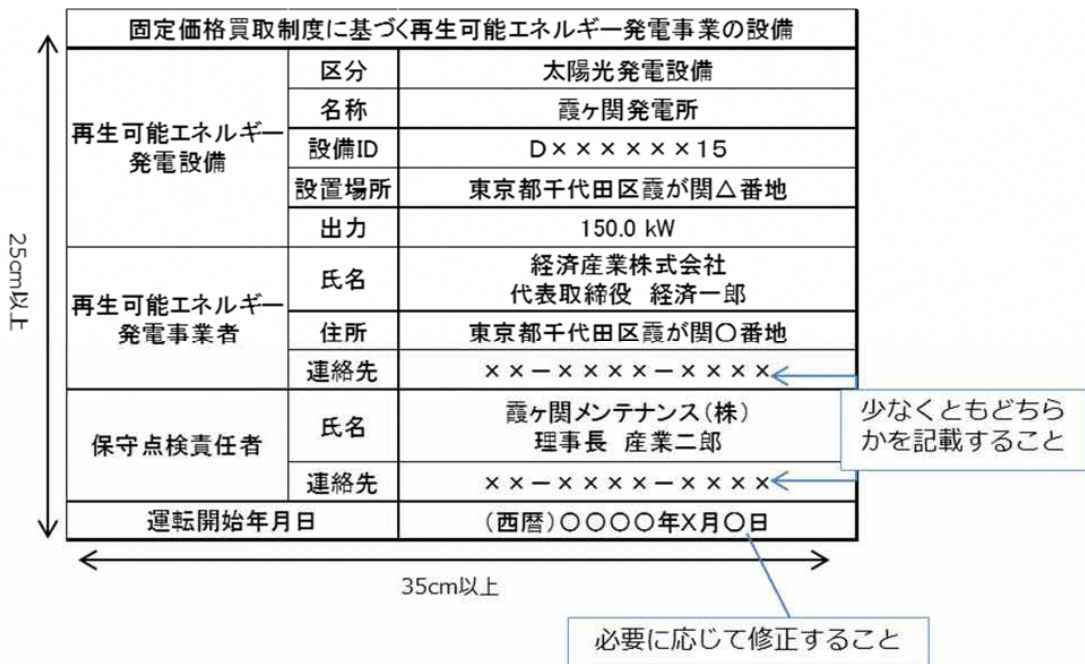 固定価格買取制度に基づく再生可能エネルギー発電事業の設備
再生可能エネルギー
発電設備
区分
太陽光発電設備
名称
霞ヶ関発電所
設備ID
D××××××15
設置場所
東京都千代田区霞が関△番地
出力
150.0 kW
再生可能エネルギー
発電事業者
氏名
経済産業株式会社
代表取締役 経済一郎
住所
東京都千代田区霞が関〇番地
連絡先
××-××××-××××
保守点検責任者
氏名
霞ヶ関メンテナンス(株)
理事長 産業二郎
連絡先
××-××××-××××
運転開始年月日
(西暦)〇〇〇〇年X月〇日
25cm以上
35cm以上
少なくともどちら
かを記載すること
必要に応じて修正すること